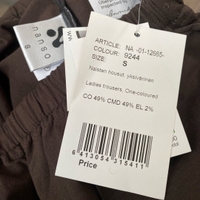 ARTICLE: NA -01-12665-
COLOUR: 9244
SIZE: S
Naisten housut, yksivärinen
Ladies trousers, One-coloured
CO 49% CMD 49% EL 2%
6 413054 315411
Price
nosun